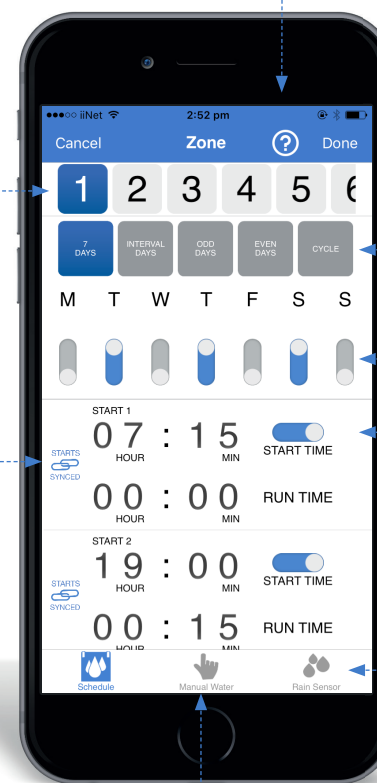 iiNet 2:52 pm
Cancel Zone ? Done
1 2 3 4 5 6
7 DAYS INTERVAL DAYS ODD DAYS EVEN DAYS CYCLE
M T W T F S S
START 1
07 : 15
HOUR MIN
START TIME
STARTS SYNCED
00 : 00
HOUR MIN
RUN TIME
START 2
19 : 00
HOUR MIN
START TIME
STARTS SYNCED
00 : 15
HOUR MIN
RUN TIME
Schedule Manual Water Rain Sensor